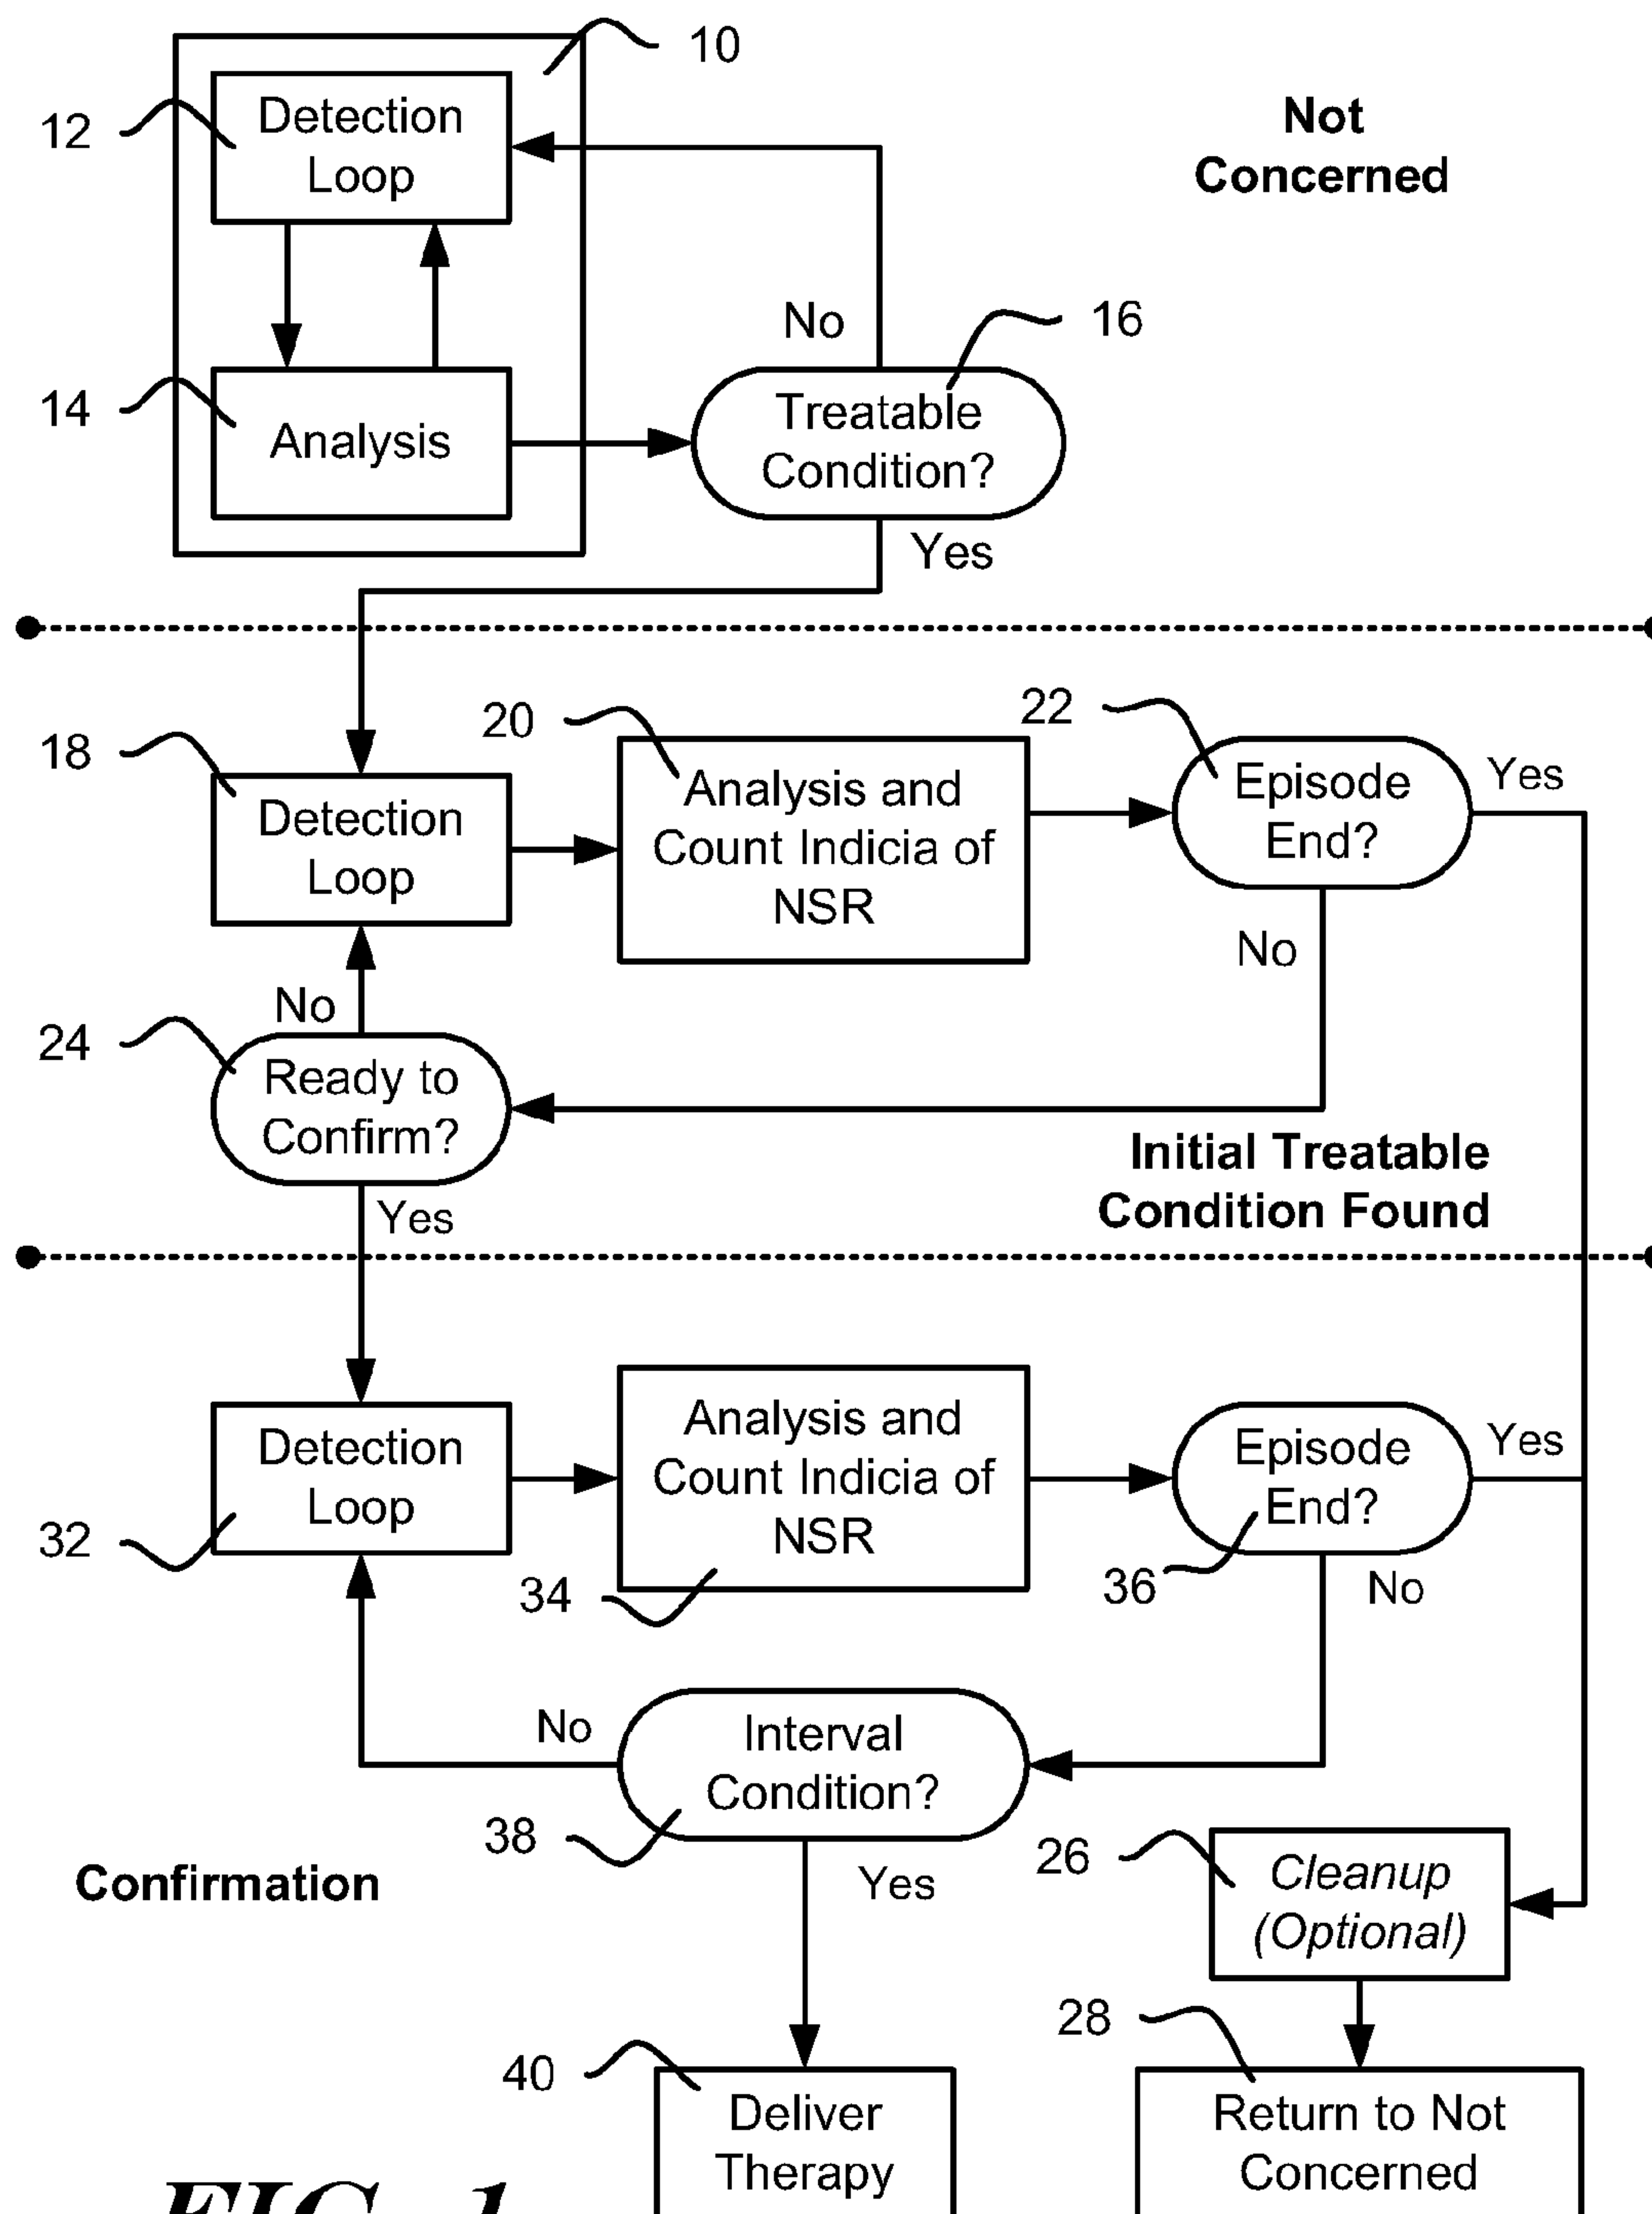 10
12
Detection
Loop
Not
Concerned
No
16
14
Analysis
Treatable
Condition?
Yes
18
Detection
Loop
20
Analysis and
Count Indicia of
NSR
22
Episode
End?
Yes
No
No
24
Ready to
Confirm?
Yes
Initial Treatable
Condition Found
Detection
Loop
32
Analysis and
Count Indicia of
NSR
34
Episode
End?
Yes
36
No
No
Interval
Condition?
38
Yes
Confirmation
26
Cleanup
(Optional)
28
40
Deliver
Therapy
Return to Not
Concerned
FIG. 1